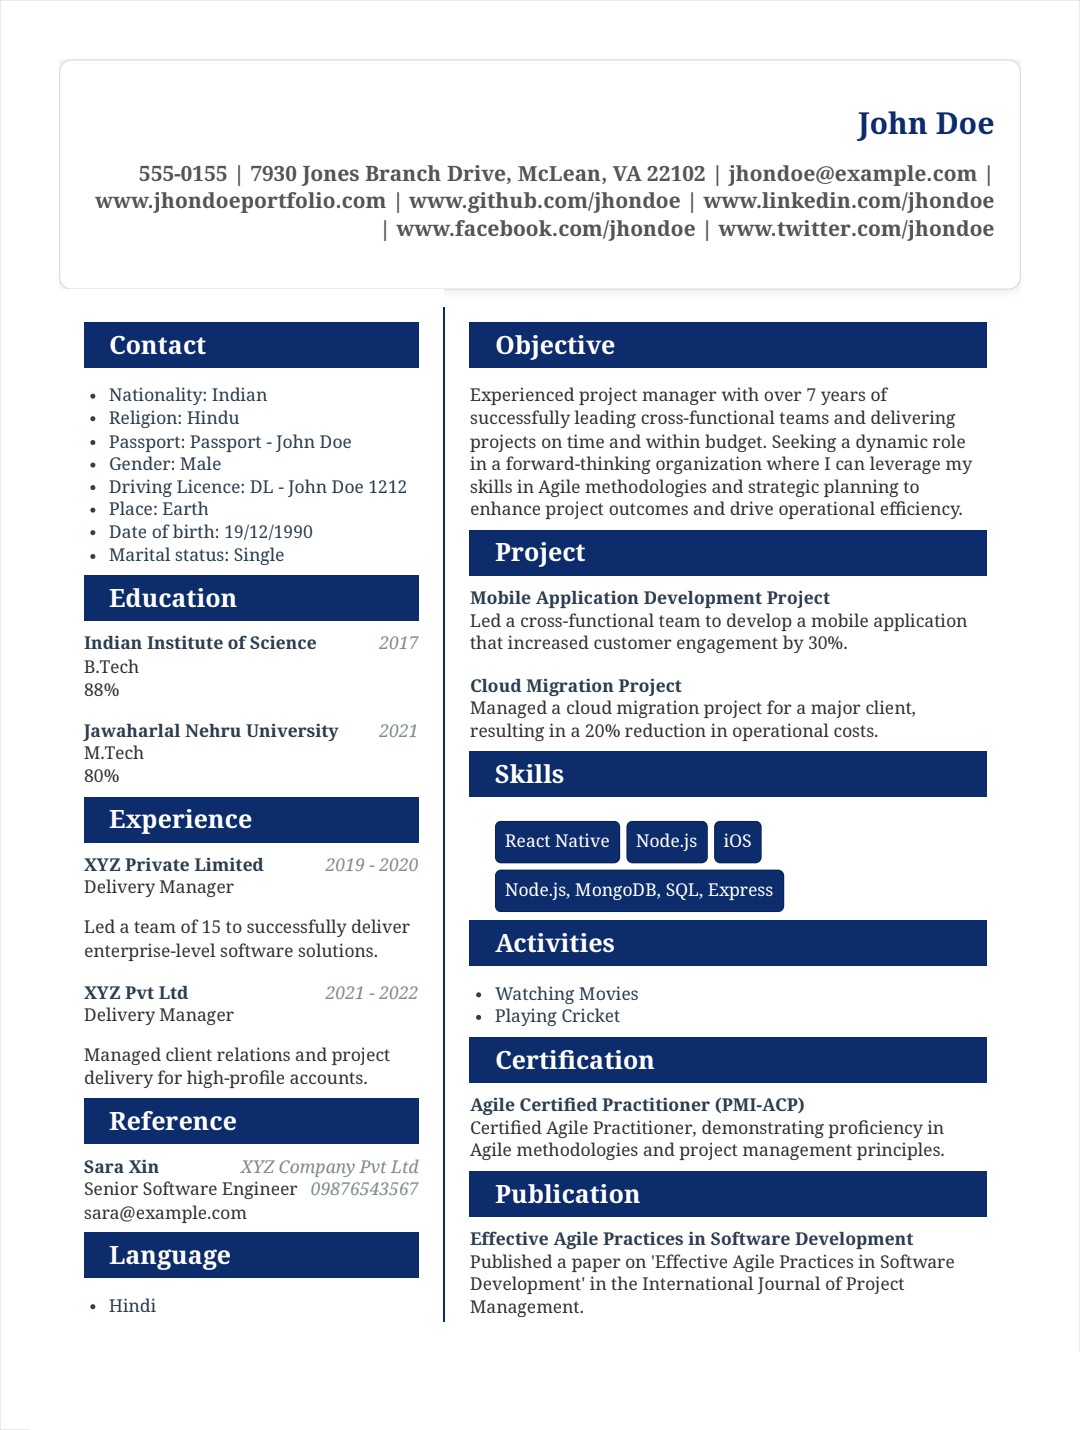 John Doe
555-0155 | 7930 Jones Branch Drive, McLean, VA 22102 | jhondoe@example.com |
www.jhondoeportfolio.com | www.github.com/jhondoe | www.linkedin.com/jhondoe
| www.facebook.com/jhondoe | www.twitter.com/jhondoe
Contact
• Nationality: Indian
• Religion: Hindu
• Passport: Passport - John Doe
• Gender: Male
• Driving Licence: DL - John Doe 1212
• Place: Earth
• Date of birth: 19/12/1990
• Marital status: Single
Education
Indian Institute of Science 2017
B.Tech
88%
Jawaharlal Nehru University 2021
M.Tech
80%
Experience
XYZ Private Limited 2019 - 2020
Delivery Manager
Led a team of 15 to successfully deliver
enterprise-level software solutions.
XYZ Pvt Ltd 2021 - 2022
Delivery Manager
Managed client relations and project
delivery for high-profile accounts.
Reference
Sara Xin XYZ Company Pvt Ltd
Senior Software Engineer 09876543567
sara@example.com
Language
• Hindi
Objective
Experienced project manager with over 7 years of
successfully leading cross-functional teams and delivering
projects on time and within budget. Seeking a dynamic role
in a forward-thinking organization where I can leverage my
skills in Agile methodologies and strategic planning to
enhance project outcomes and drive operational efficiency.
Project
Mobile Application Development Project
Led a cross-functional team to develop a mobile application
that increased customer engagement by 30%.
Cloud Migration Project
Managed a cloud migration project for a major client,
resulting in a 20% reduction in operational costs.
Skills
React Native Node.js iOS
Node.js, MongoDB, SQL, Express
Activities
• Watching Movies
• Playing Cricket
Certification
Agile Certified Practitioner (PMI-ACP)
Certified Agile Practitioner, demonstrating proficiency in
Agile methodologies and project management principles.
Publication
Effective Agile Practices in Software Development
Published a paper on 'Effective Agile Practices in Software
Development' in the International Journal of Project
Management.